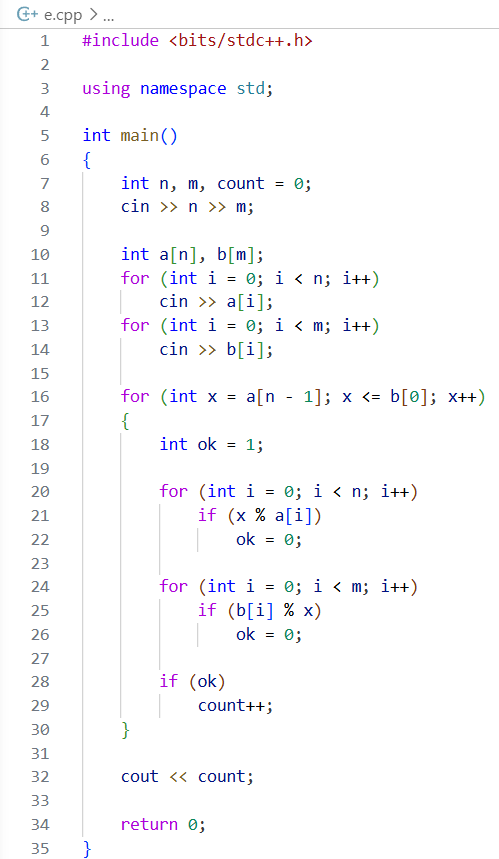 e.cpp > ...
1 #include <bits/stdc++.h>
2
3 using namespace std;
4
5 int main()
6 {
7     int n, m, count = 0;
8     cin >> n >> m;
9
10     int a[n], b[m];
11     for (int i = 0; i < n; i++)
12         cin >> a[i];
13     for (int i = 0; i < m; i++)
14         cin >> b[i];
15
16     for (int x = a[n - 1]; x <= b[0]; x++)
17     {
18         int ok = 1;
19
20         for (int i = 0; i < n; i++)
21             if (x % a[i])
22                 ok = 0;
23
24         for (int i = 0; i < m; i++)
25             if (b[i] % x)
26                 ok = 0;
27
28         if (ok)
29             count++;
30     }
31
32     cout << count;
33
34     return 0;
35 }